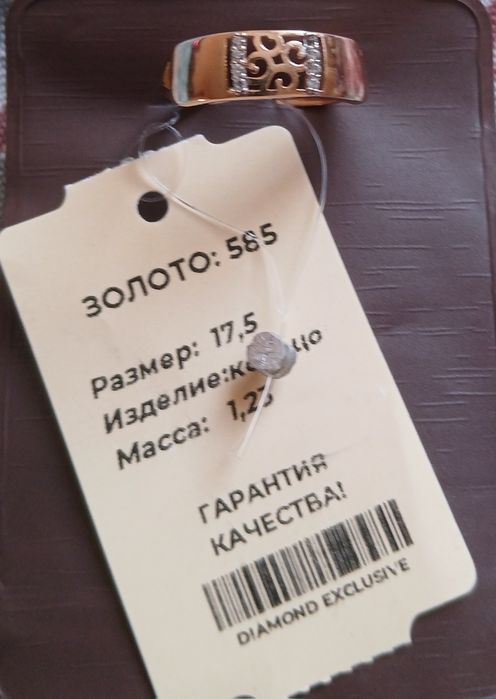 ЗОЛОТО: 585
Размер: 17,5
Изделие:
Масса:
ГАРАНТИЯ
КАЧЕСТВА!
DIAMOND EXCLUSIVE